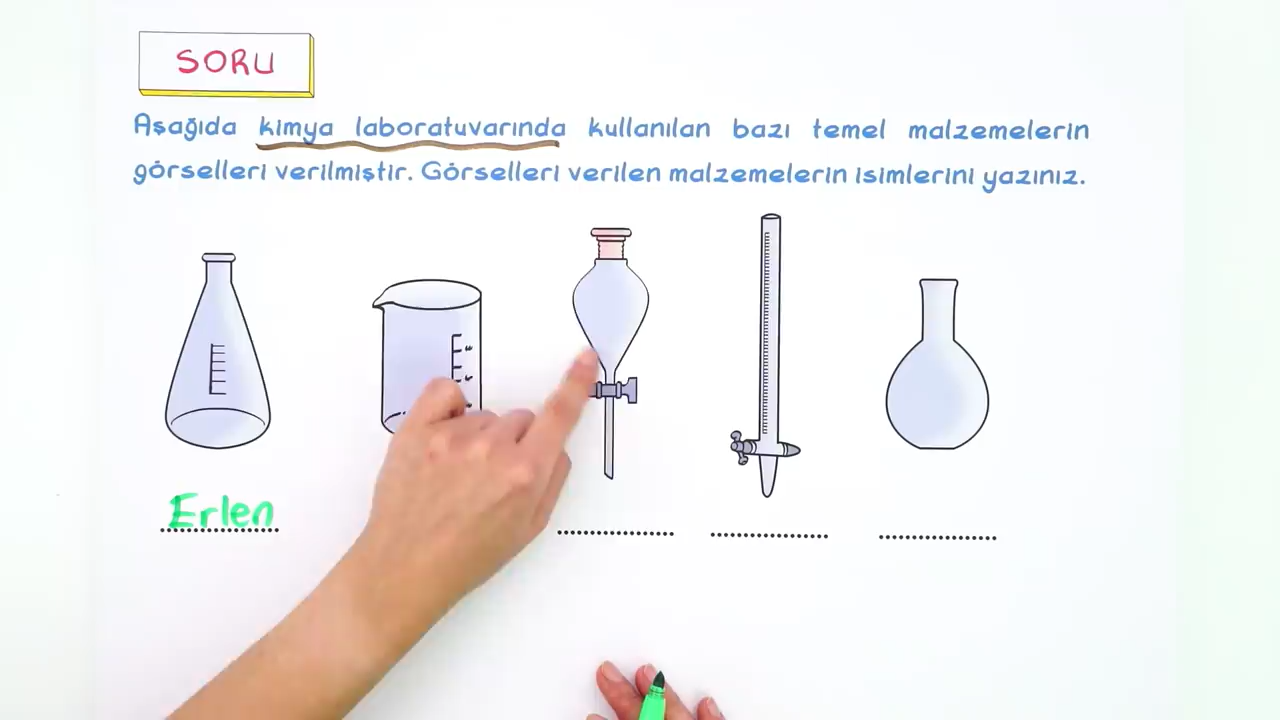 SORU
Aşağıda kimya laboratuvarında kullanılan bazı temel malzemelerin
görselleri verilmiştir. Görselleri verilen malzemelerin isimlerini yazınız.
Erlen